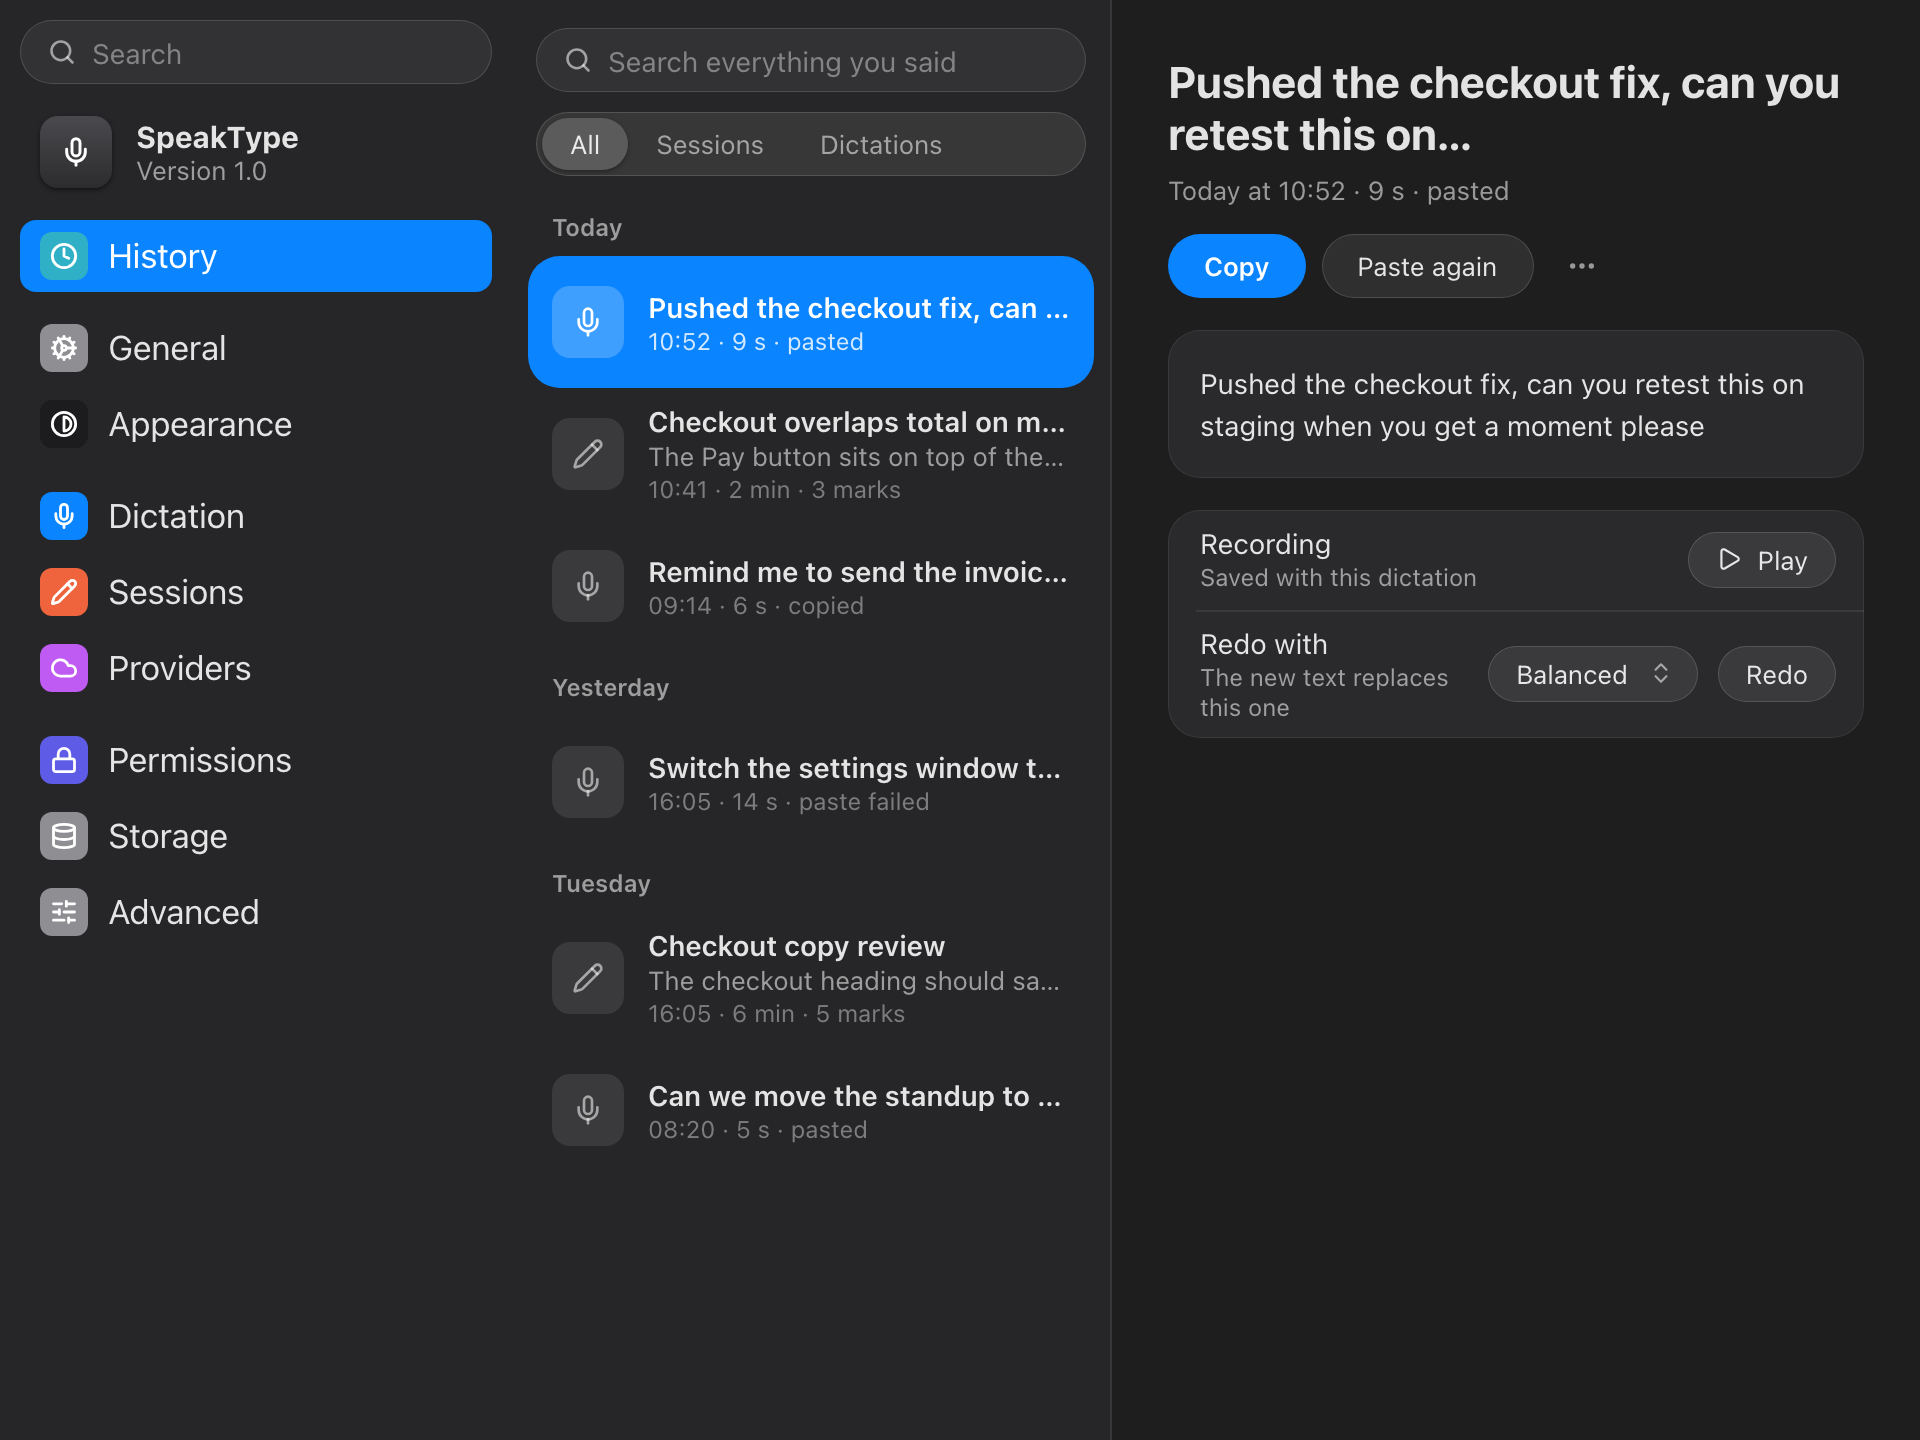 Search
SpeakType
Version 1.0
History
General
Appearance
Dictation
Sessions
Providers
Permissions
Storage
Advanced
Search everything you said
All
Sessions
Dictations
Today
Pushed the checkout fix, can ...
10:52 · 9 s · pasted
Checkout overlaps total on m...
The Pay button sits on top of the...
10:41 · 2 min · 3 marks
Remind me to send the invoic...
09:14 · 6 s · copied
Yesterday
Switch the settings window t...
16:05 · 14 s · paste failed
Tuesday
Checkout copy review
The checkout heading should sa...
16:05 · 6 min · 5 marks
Can we move the standup to ...
08:20 · 5 s · pasted
Pushed the checkout fix, can you
retest this on...
Today at 10:52 · 9 s · pasted
Copy
Paste again
Pushed the checkout fix, can you retest this on
staging when you get a moment please
Recording
Saved with this dictation
Play
Redo with
The new text replaces
this one
Balanced
Redo